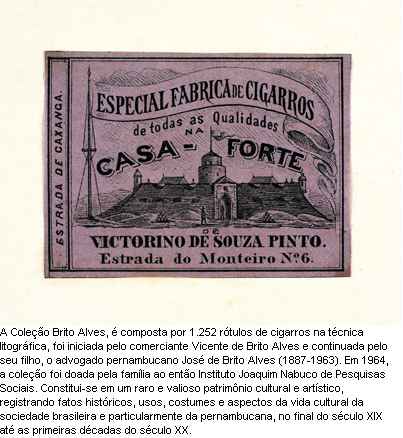 ESTRADA DE CAXANGA.
ESPECIAL FABRICA DE CIGARROS
de todas as Qualidades
NA
CASA-FORTE
DE
VICTORINO DE SOUZA PINTO.
Estrada do Monteiro Nº 6.
A Coleção Brito Alves, é composta por 1.252 rótulos de cigarros na técnica
litográfica, foi iniciada pelo comerciante Vicente de Brito Alves e continuada pelo
seu filho, o advogado pernambucano José de Brito Alves (1887-1963). Em 1964,
a coleção foi doada pela família ao então Instituto Joaquim Nabuco de Pesquisas
Sociais. Constitui-se em um raro e valioso patrimônio cultural e artístico,
registrando fatos históricos, usos, costumes e aspectos da vida cultural da
sociedade brasileira e particularmente da pernambucana, no final do século XIX
até as primeiras décadas do século XX.